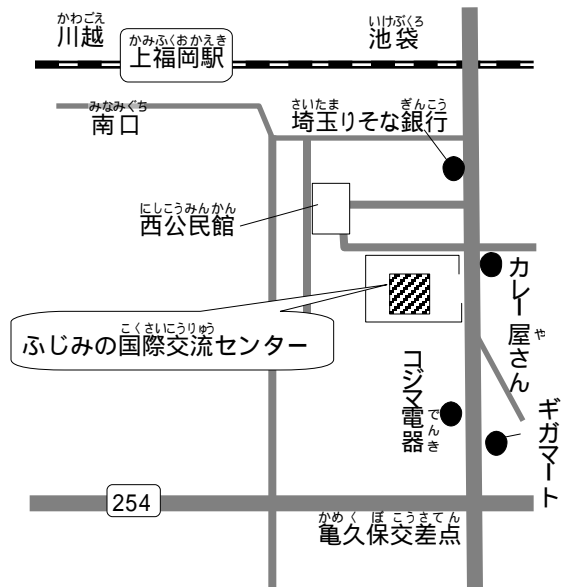 かわごえ
川越
かみふくおかえき
上福岡駅
いけぶくろ
池袋
みなみぐち
南口
さいたま ぎんこう
埼玉りそな銀行
にしこうみんかん
西公民館
カレー屋さん
や
こくさいこうりゅう
ふじみの国際交流センター
コジマ電器
でんき
ギガマート
254
かめくぼこうさてん
亀久保交差点